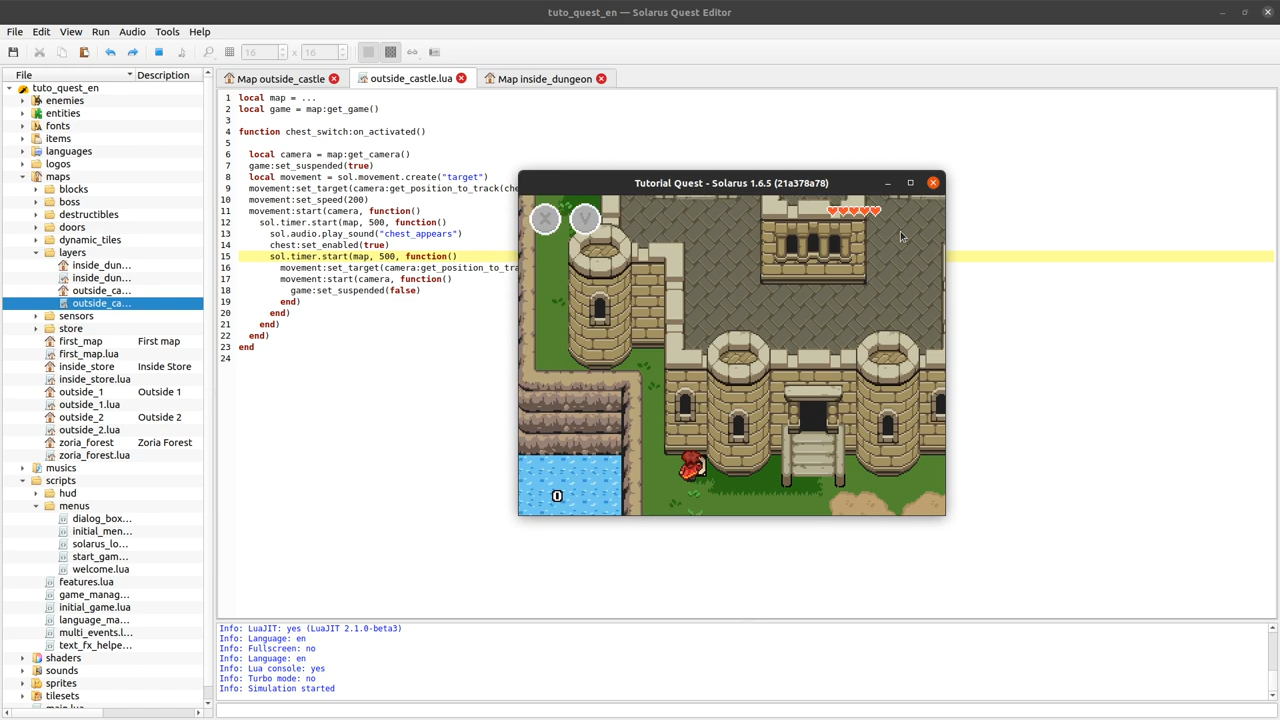 tuto_quest_en — Solarus Quest Editor
File Edit View Run Audio Tools Help
16 x 16
File Description
tuto_quest_en
enemies
entities
fonts
items
languages
logos
maps
blocks
boss
destructibles
doors
dynamic_tiles
layers
inside_dun...
inside_dun...
outside_ca...
outside_ca...
sensors
store
first_map First map
first_map.lua
inside_store Inside Store
inside_store.lua
outside_1 Outside 1
outside_1.lua
outside_2 Outside 2
outside_2.lua
zoria_forest Zoria Forest
zoria_forest.lua
musics
scripts
hud
menus
dialog_box...
initial_men...
solarus_lo...
start_gam...
welcome.lua
features.lua
game_manag...
initial_game.lua
language_ma...
multi_events.l...
text_fx_helpe...
shaders
sounds
sprites
tilesets
main.lua
Map outside_castle outside_castle.lua Map inside_dungeon
1 local map = ...
2 local game = map:get_game()
3
4 function chest_switch:on_activated()
5
6 local camera = map:get_camera()
7 game:set_suspended(true)
8 local movement = sol.movement.create("target")
9 movement:set_target(camera:get_position_to_track(che
10 movement:set_speed(200)
11 movement:start(camera, function()
12 sol.timer.start(map, 500, function()
13 sol.audio.play_sound("chest_appears")
14 chest:set_enabled(true)
15 sol.timer.start(map, 500, function()
16 movement:set_target(camera:get_position_to_tra
17 movement:start(camera, function()
18 game:set_suspended(false)
19 end)
20 end)
21 end)
22 end)
23 end
24
Tutorial Quest - Solarus 1.6.5 (21a378a78)
X V
0
Info: LuaJIT: yes (LuaJIT 2.1.0-beta3)
Info: Language: en
Info: Fullscreen: no
Info: Language: en
Info: Lua console: yes
Info: Turbo mode: no
Info: Simulation started